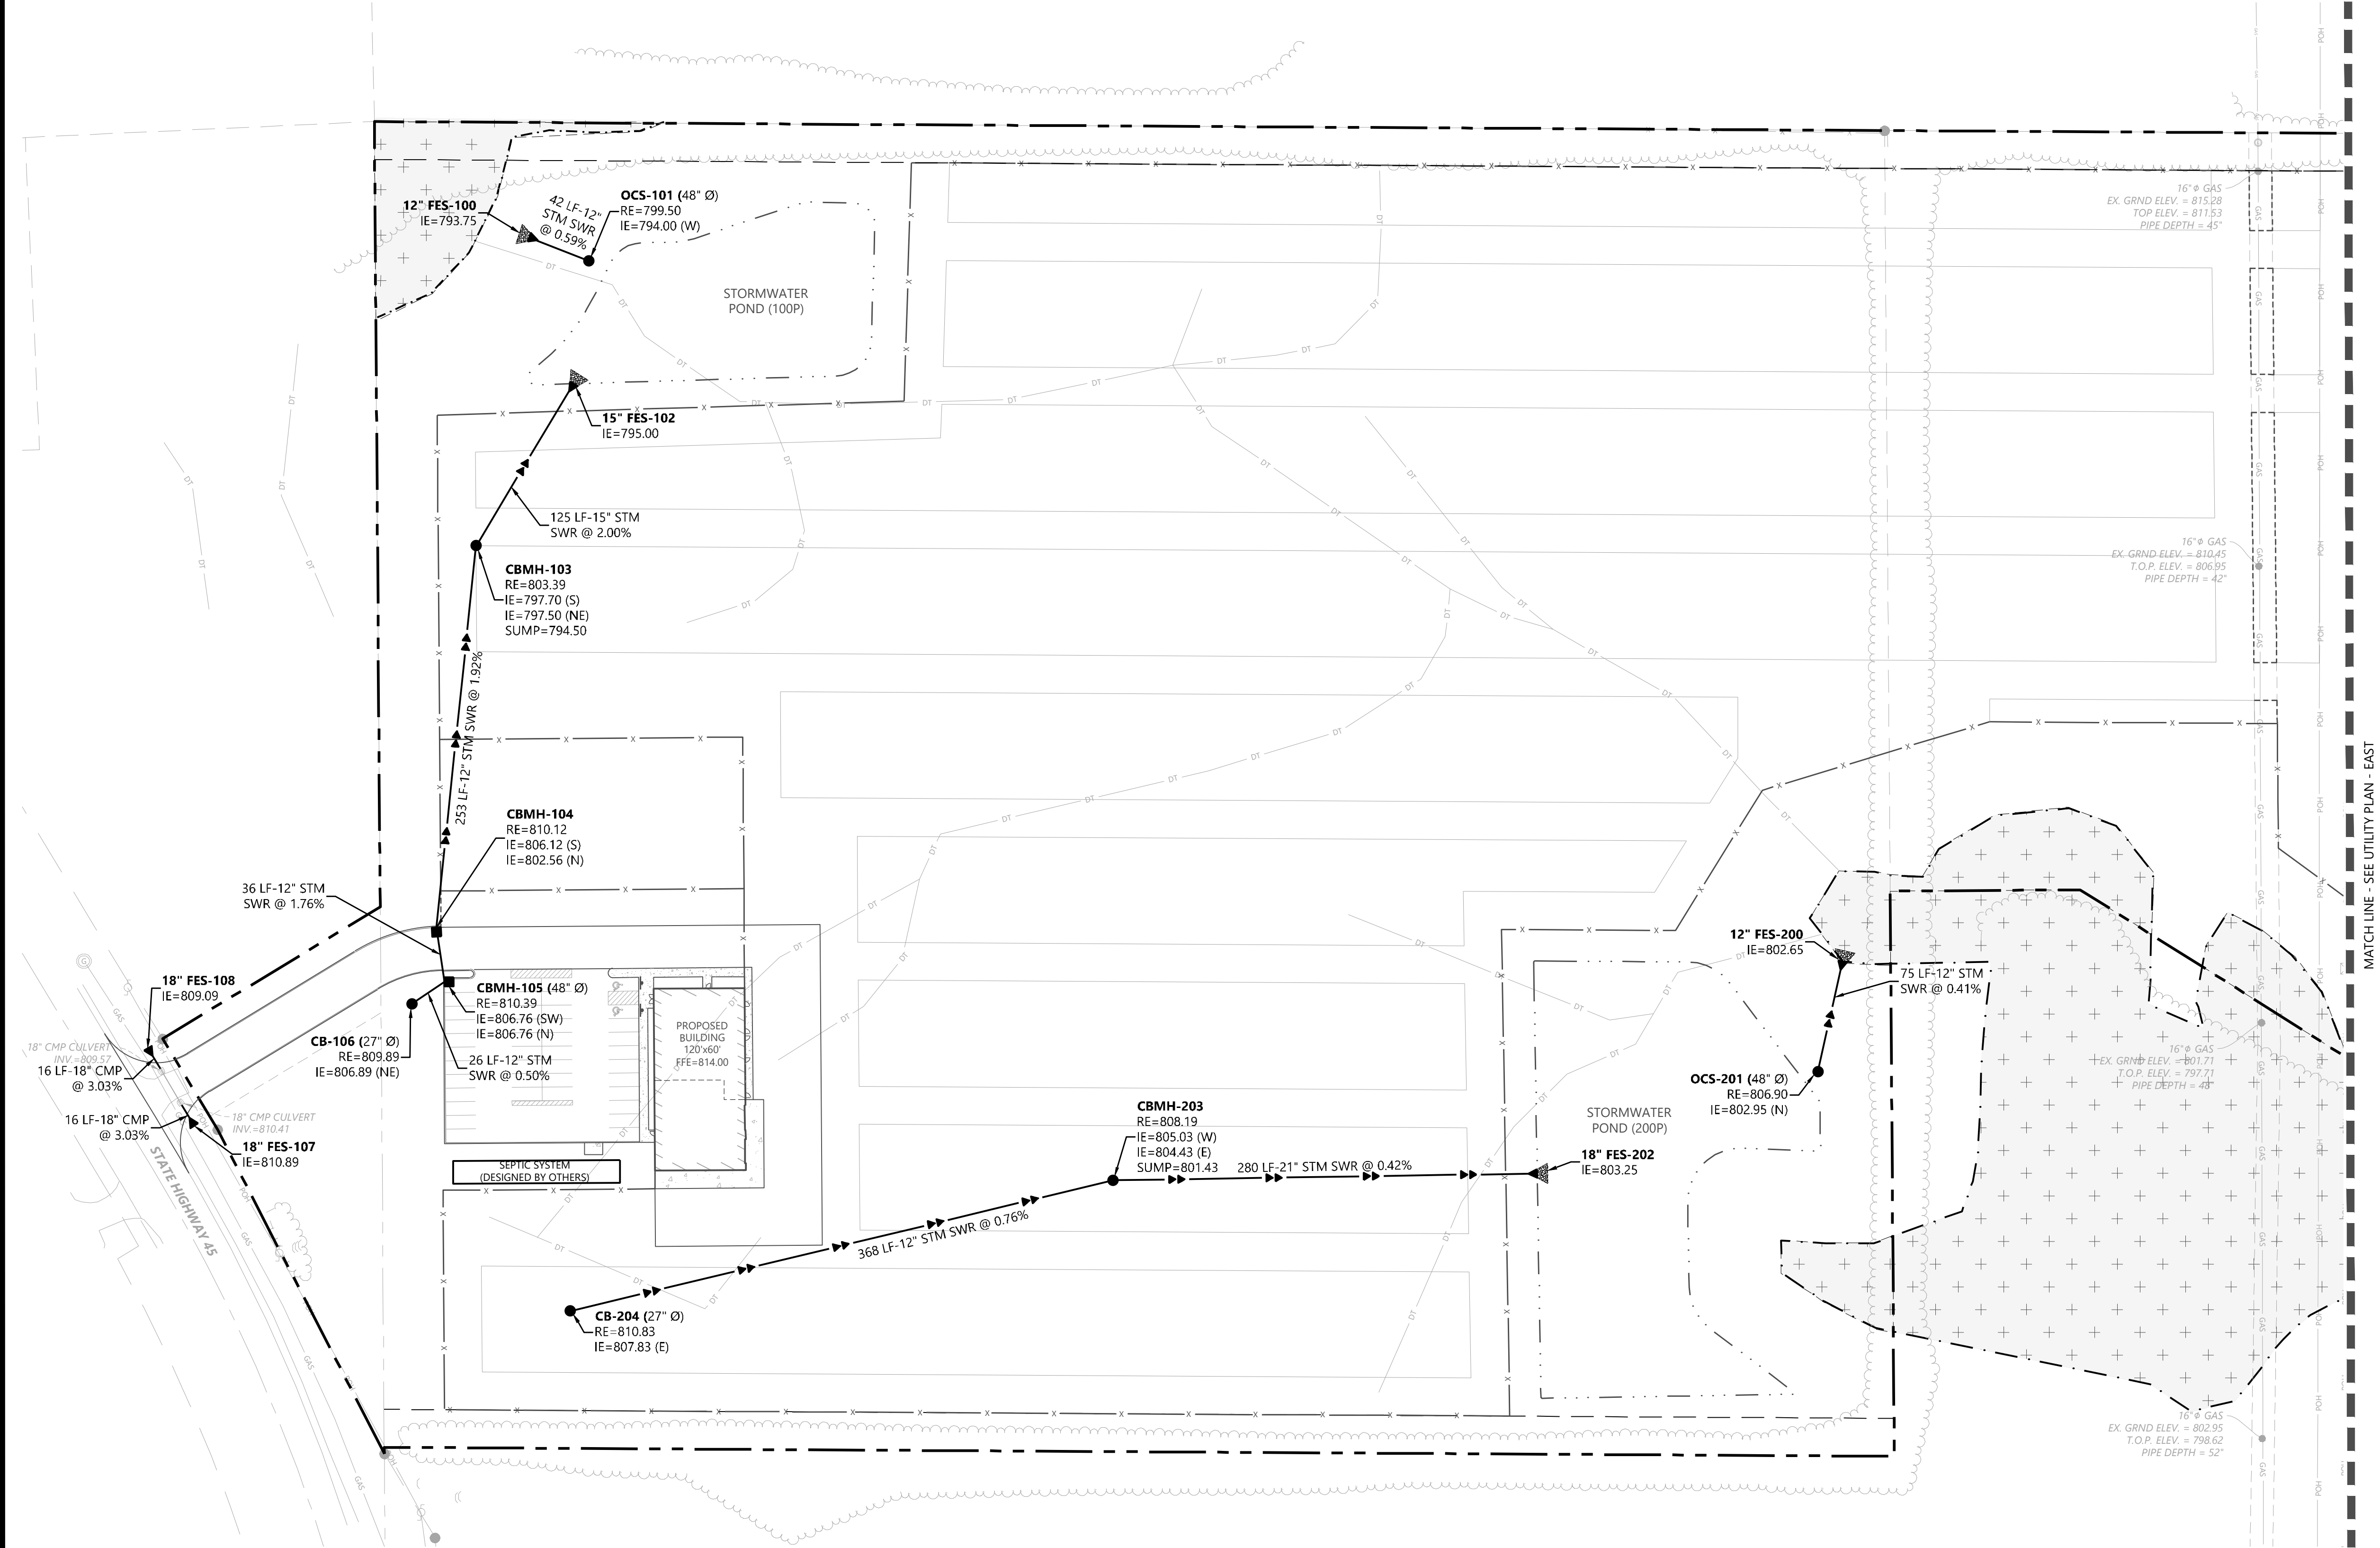 12" FES-100
IE=793.75
42 LF-12"
STM SWR
@ 0.59%
OCS-101 (48" Ø)
RE=799.50
IE=794.00 (W)
STORMWATER
POND (100P)
16"⌀ GAS
EX. GRND ELEV. = 815.28
TOP ELEV. = 811.53
PIPE DEPTH = 45"
15" FES-102
IE=795.00
125 LF-15" STM
SWR @ 2.00%
CBMH-103
RE=803.39
IE=797.70 (S)
IE=797.50 (NE)
SUMP=794.50
16"⌀ GAS
EX. GRND ELEV. = 810.45
T.O.P. ELEV. = 806.95
PIPE DEPTH = 42"
253 LF-12" STM SWR @ 1.92%
CBMH-104
RE=810.12
IE=806.12 (S)
IE=802.56 (N)
36 LF-12" STM
SWR @ 1.76%
18" FES-108
IE=809.09
18" CMP CULVERT
INV.=809.57
16 LF-18" CMP
@ 3.03%
16 LF-18" CMP
@ 3.03%
18" CMP CULVERT
INV.=810.41
18" FES-107
IE=810.89
STATE HIGHWAY 45
CBMH-105 (48" Ø)
RE=810.39
IE=806.76 (SW)
IE=806.76 (N)
CB-106 (27" Ø)
RE=809.89
IE=806.89 (NE)
26 LF-12" STM
SWR @ 0.50%
PROPOSED
BUILDING
120'x60'
FFE=814.00
SEPTIC SYSTEM
(DESIGNED BY OTHERS)
CBMH-203
RE=808.19
IE=805.03 (W)
IE=804.43 (E)
SUMP=801.43
280 LF-21" STM SWR @ 0.42%
368 LF-12" STM SWR @ 0.76%
CB-204 (27" Ø)
RE=810.83
IE=807.83 (E)
18" FES-202
IE=803.25
STORMWATER
POND (200P)
12" FES-200
IE=802.65
75 LF-12" STM
SWR @ 0.41%
OCS-201 (48" Ø)
RE=806.90
IE=802.95 (N)
16"⌀ GAS
EX. GRND ELEV. = 801.71
T.O.P. ELEV. = 797.71
PIPE DEPTH = 48"
16"⌀ GAS
EX. GRND ELEV. = 802.95
T.O.P. ELEV. = 798.62
PIPE DEPTH = 52"
MATCH LINE - SEE UTILITY PLAN - EAST
DT
GAS
POH
X
G